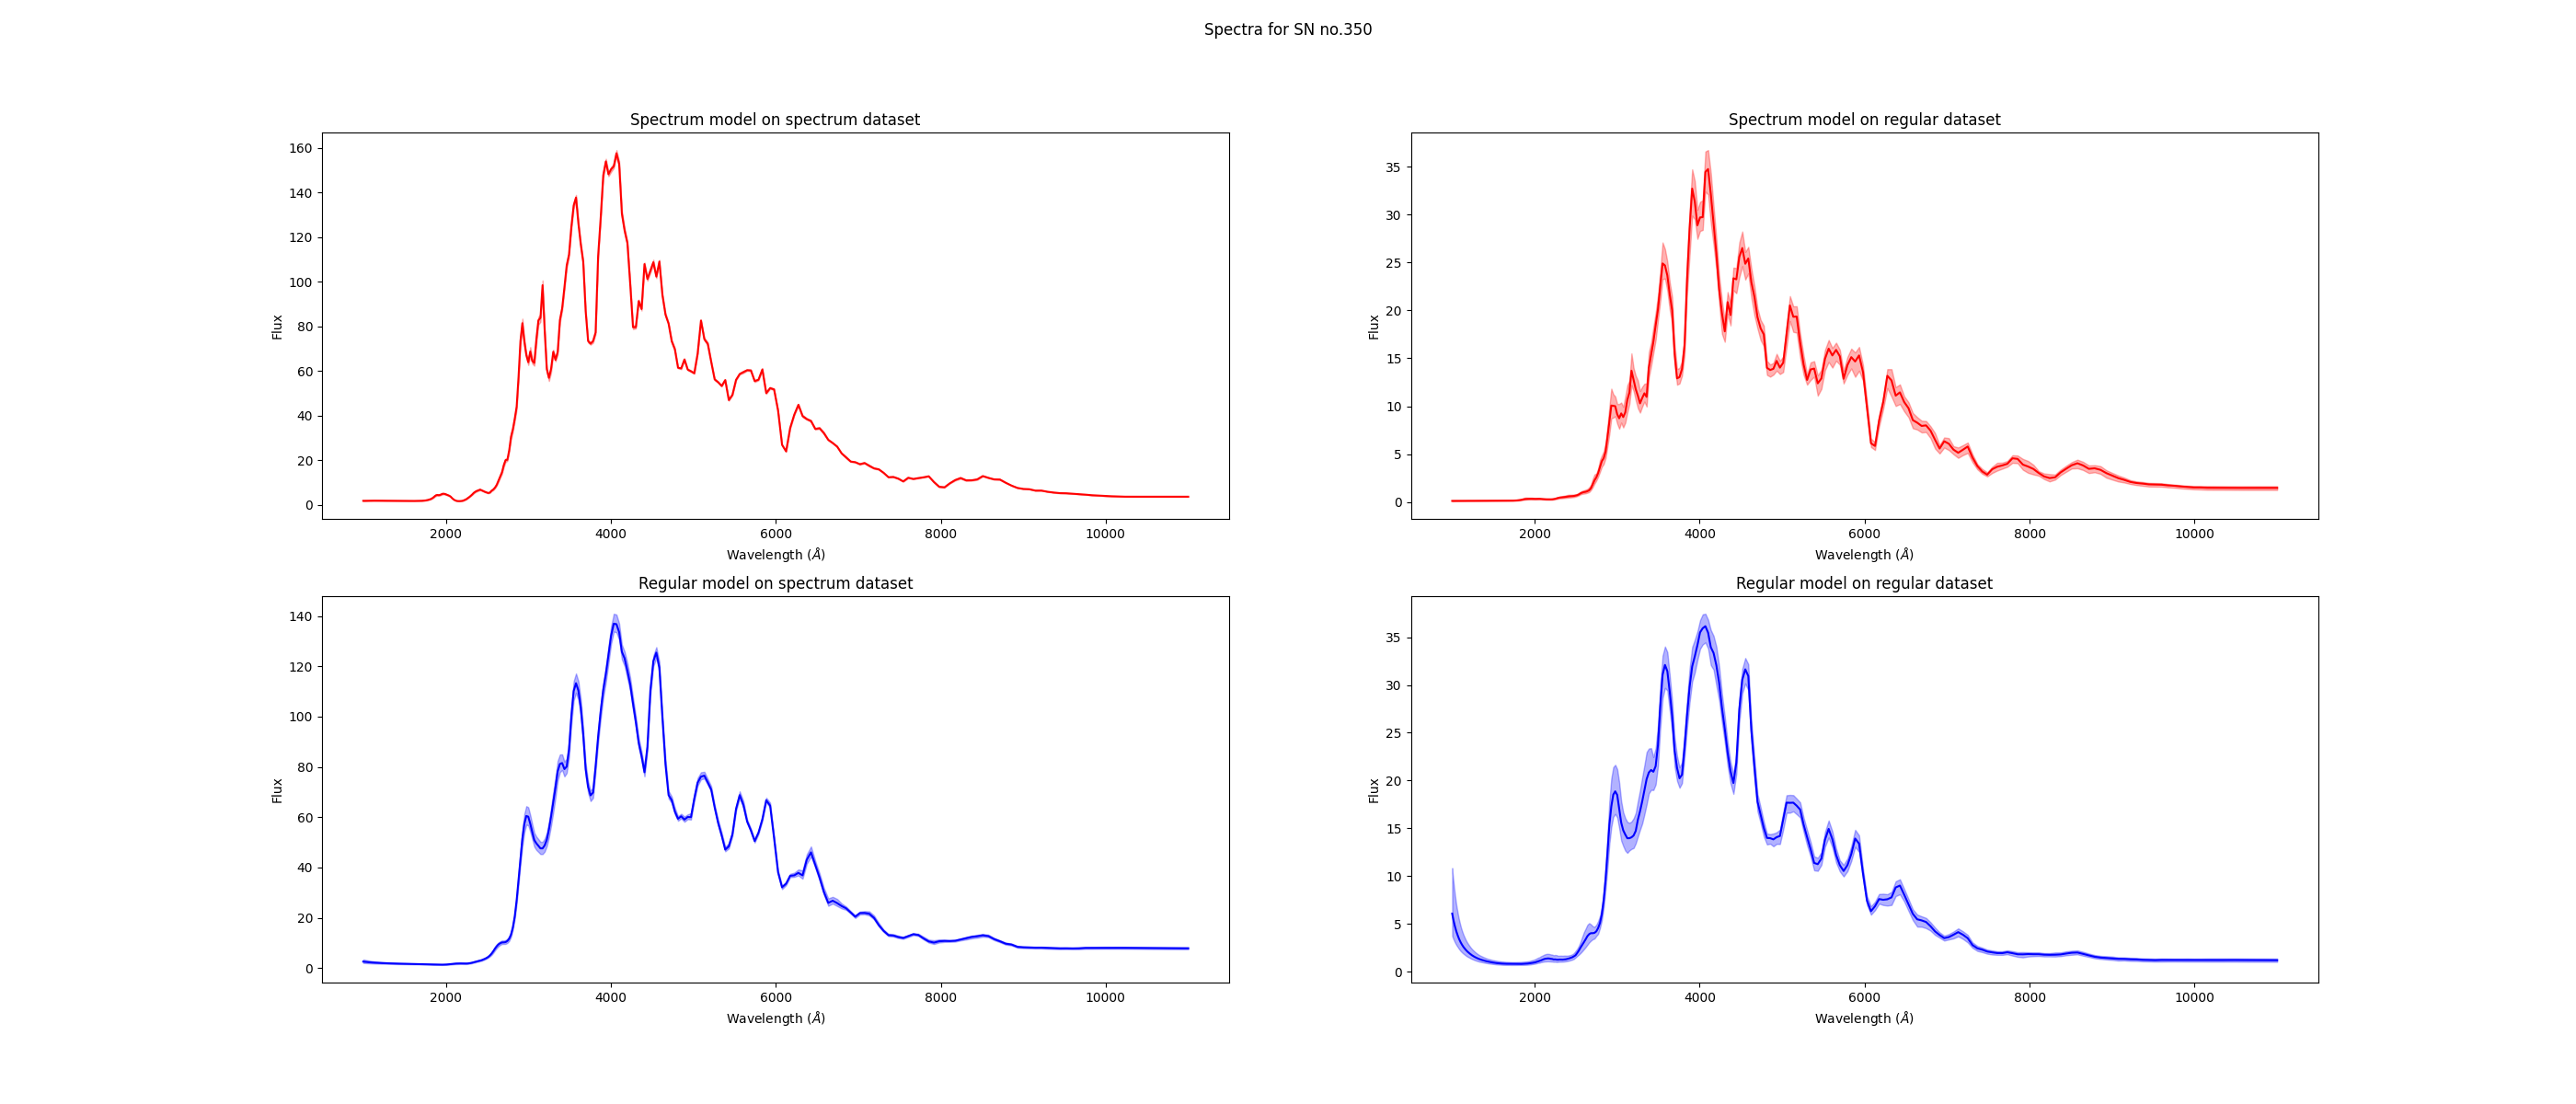 Spectra for SN no.350
Spectrum model on spectrum dataset
160
140
120
100
80
60
40
20
0
Flux
2000 4000 6000 8000 10000
Wavelength (Å)
Spectrum model on regular dataset
35
30
25
20
15
10
5
0
Flux
2000 4000 6000 8000 10000
Wavelength (Å)
Regular model on spectrum dataset
140
120
100
80
60
40
20
0
Flux
2000 4000 6000 8000 10000
Wavelength (Å)
Regular model on regular dataset
35
30
25
20
15
10
5
0
Flux
2000 4000 6000 8000 10000
Wavelength (Å)